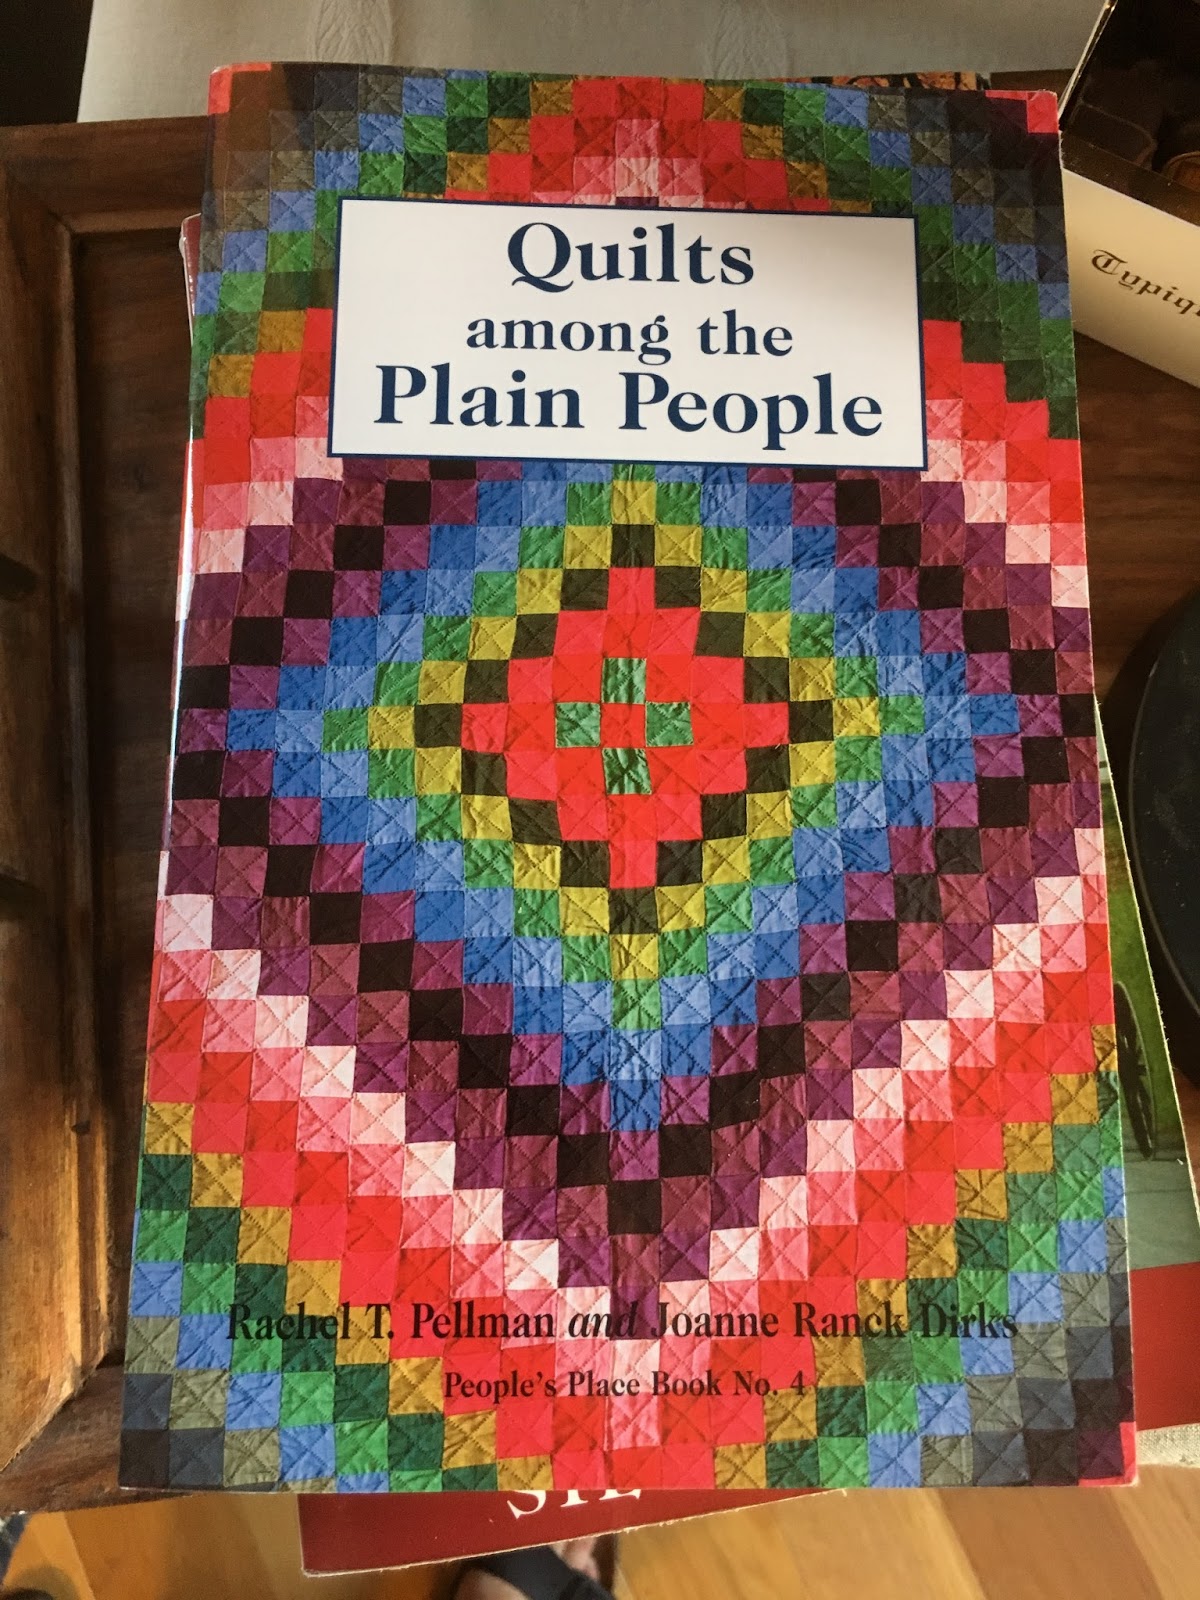 Quilts
among the
Plain People
Rachel T. Pellman and Joanne Ranck Dirks
People's Place Book No. 4